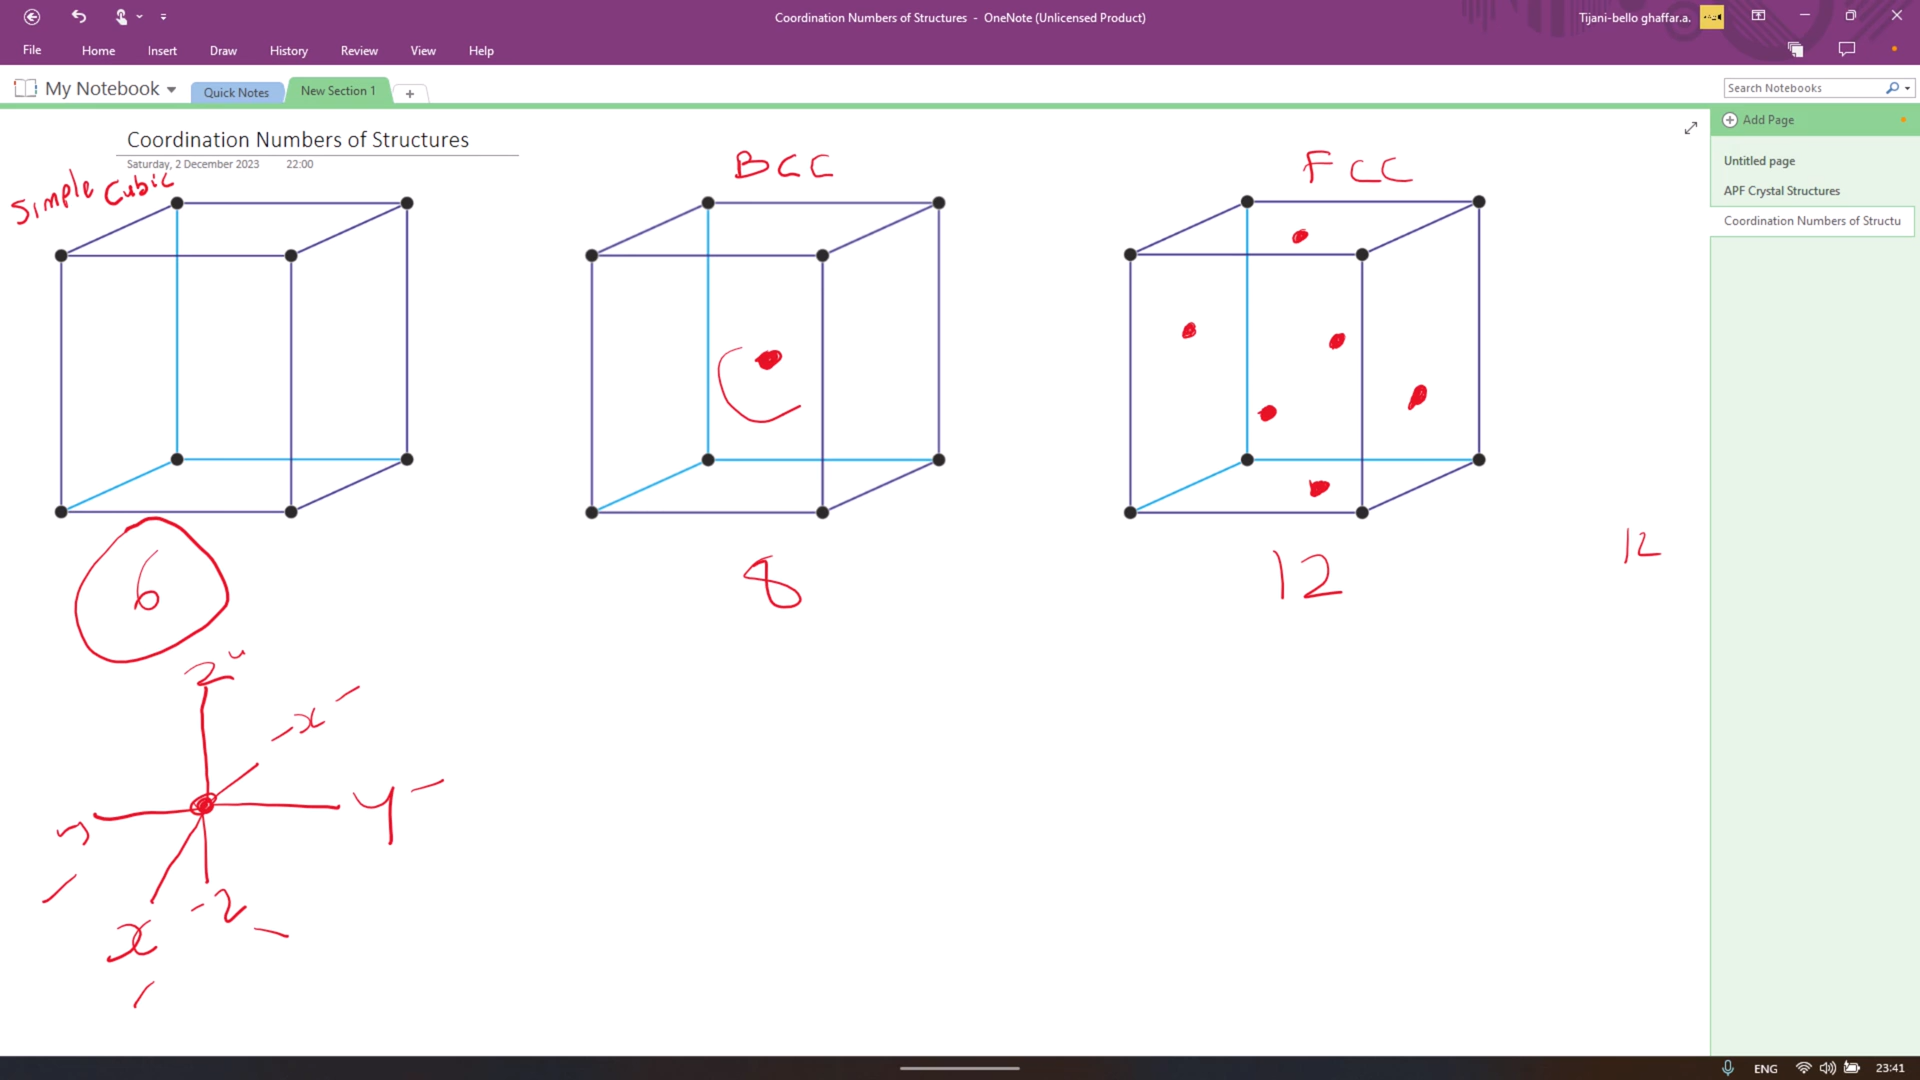 Coordination Numbers of Structures - OneNote (Unlicensed Product)
Tijani-bello ghaffar.a.
File Home Insert Draw History Review View Help
My Notebook
Quick Notes
New Section 1
Search Notebooks
Add Page
Untitled page
APF Crystal Structures
Coordination Numbers of Structu
Coordination Numbers of Structures
Saturday, 2 December 2023 22:00
Simple Cubic
BCC
FCC
6
8
12
12
z
-x
y
x
-z
ENG
23:41